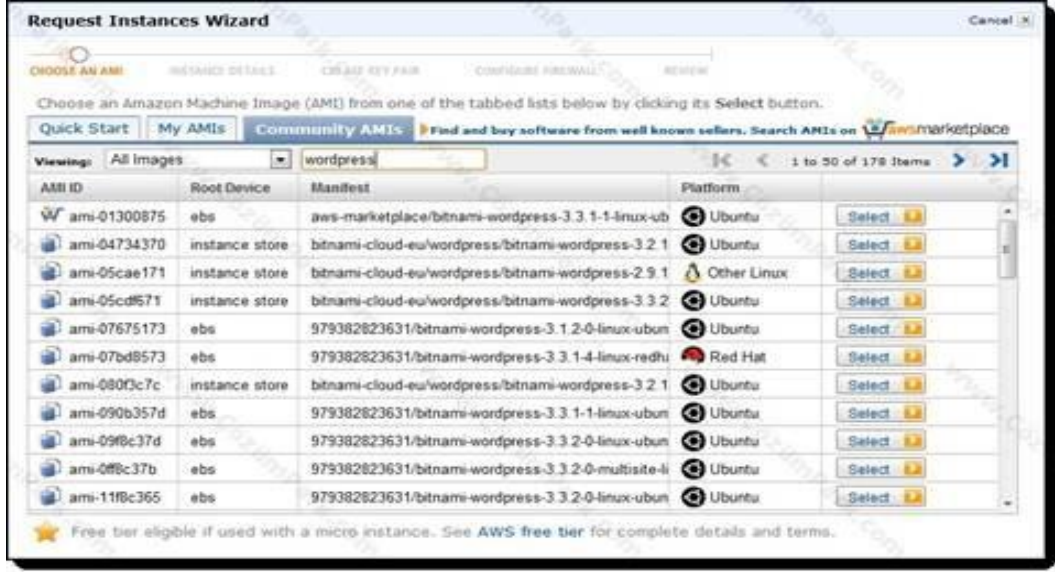 Request Instances Wizard Cancel
CHOOSE AN AMI INSTANCE DETAILS CREATE KEY PAIR CONFIGURE FIREWALL REVIEW
Choose an Amazon Machine Image (AMI) from one of the tabbed lists below by clicking its Select button.
Quick Start My AMIs Community AMIs Find and buy software from well known sellers. Search AMIs on awsmarketplace
Viewing: All Images wordpress 1 to 50 of 178 Items
AMI ID Root Device Manifest Platform
ami-01300875 ebs aws-marketplace/bitnami-wordpress-3.3.1-1-linux-ub Ubuntu Select
ami-04734370 instance store bitnami-cloud-eu/wordpress/bitnami-wordpress-3.2.1 Ubuntu Select
ami-05cae171 instance store bitnami-cloud-eu/wordpress/bitnami-wordpress-2.9.1 Other Linux Select
ami-05cdf671 instance store bitnami-cloud-eu/wordpress/bitnami-wordpress-3.3.2 Ubuntu Select
ami-07675173 ebs 979382823631/bitnami-wordpress-3.1.2-0-linux-ubun Ubuntu Select
ami-07bd8573 ebs 979382823631/bitnami-wordpress-3.3.1-4-linux-redha Red Hat Select
ami-080f3c7c instance store bitnami-cloud-eu/wordpress/bitnami-wordpress-3.2.1 Ubuntu Select
ami-090b357d ebs 979382823631/bitnami-wordpress-3.3.1-1-linux-ubun Ubuntu Select
ami-09f8c37d ebs 979382823631/bitnami-wordpress-3.3.2-0-linux-ubun Ubuntu Select
ami-0ff8c37b ebs 979382823631/bitnami-wordpress-3.3.2-0-multisite-li Ubuntu Select
ami-11f8c365 ebs 979382823631/bitnami-wordpress-3.3.2-0-linux-ubun Ubuntu Select
Free tier eligible if used with a micro instance. See AWS free tier for complete details and terms.
www.CozumPark.com